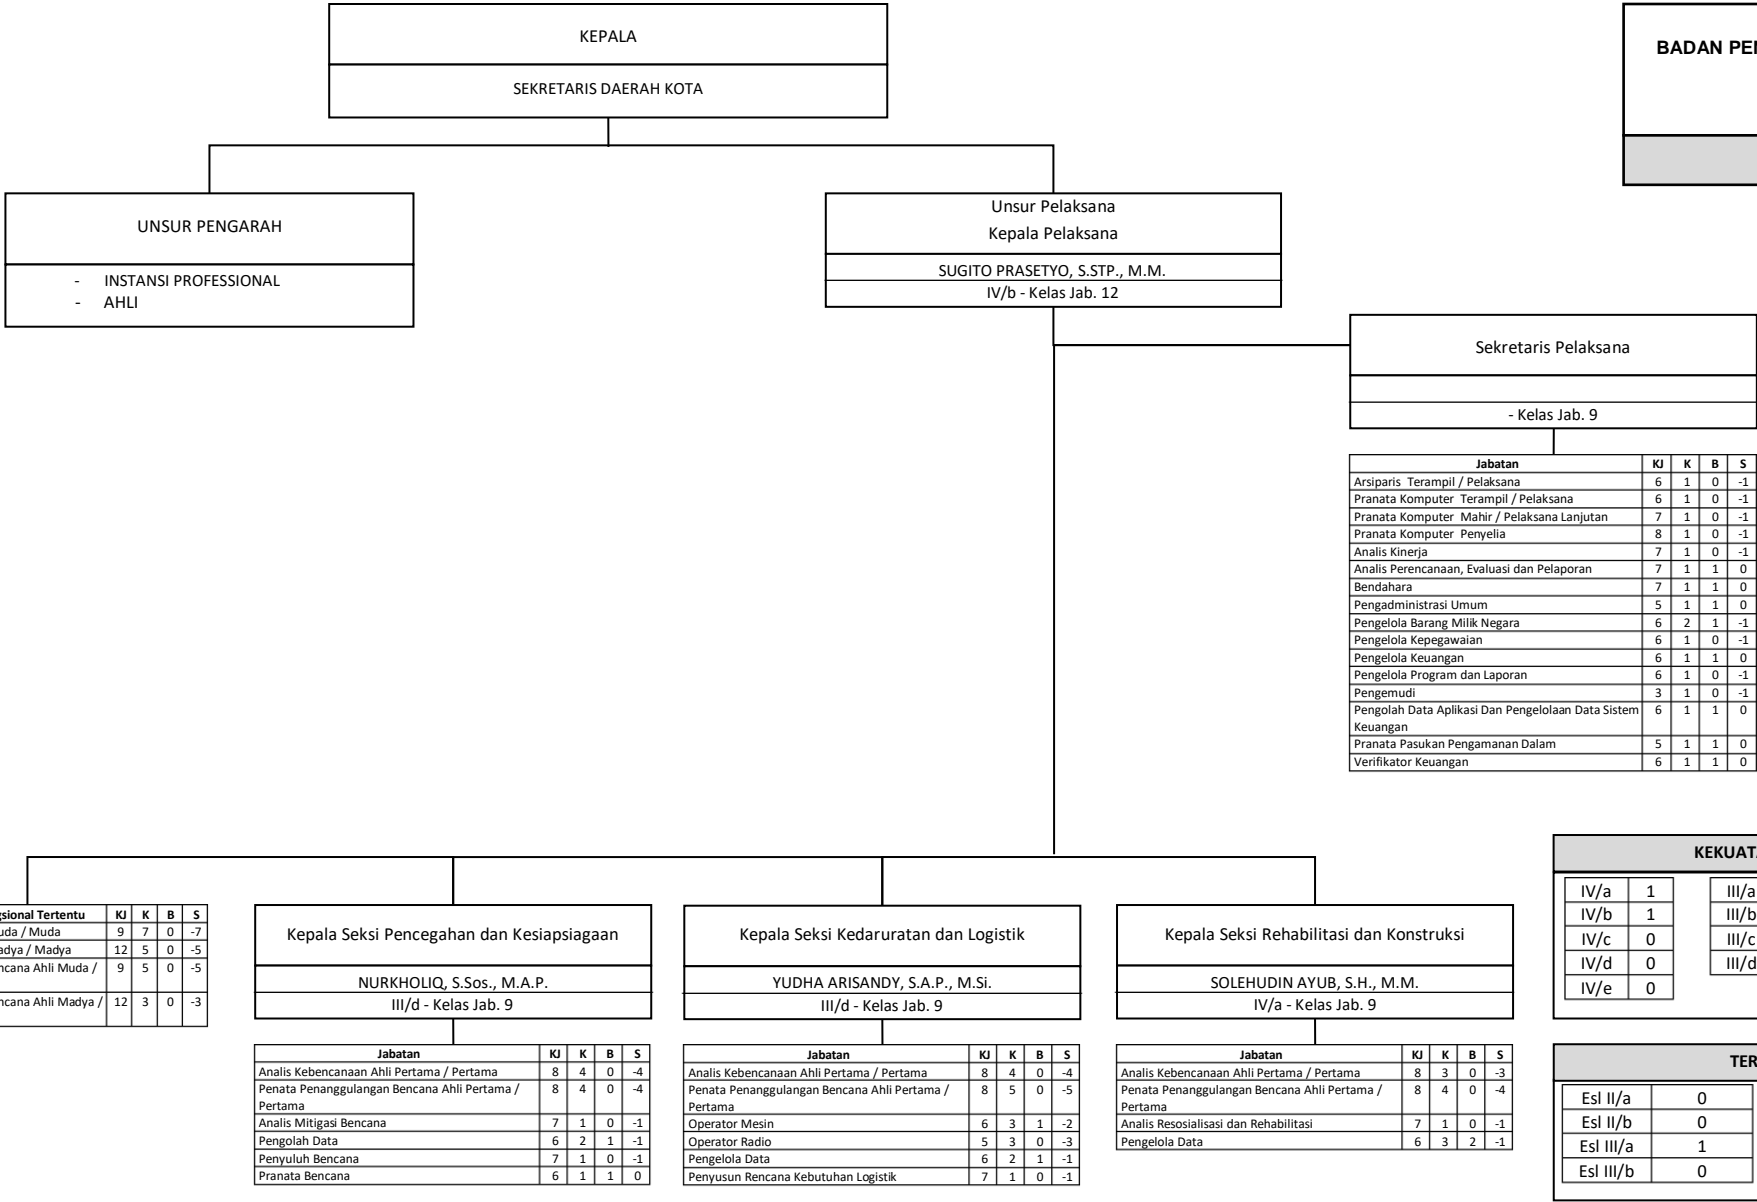 KEPALA
SEKRETARIS DAERAH KOTA
BADAN
UNSUR PENGARAH
- INSTANSI PROFESSIONAL
- AHLI
Unsur Pelaksana
Kepala Pelaksana
SUGITO PRASETYO, S.STP., M.M.
IV/b - Kelas Jab. 12
Sekretaris Pelaksana
- Kelas Jab. 9
Jabatan KJ K B S
Arsiparis Terampil / Pelaksana 6 1 0 -1
Pranata Komputer Terampil / Pelaksana 6 1 0 -1
Pranata Komputer Mahir / Pelaksana Lanjutan 7 1 0 -1
Pranata Komputer Penyelia 8 1 0 -1
Analis Kinerja 7 1 0 -1
Analis Perencanaan, Evaluasi dan Pelaporan 7 1 1 0
Bendahara 7 1 1 0
Pengadministrasi Umum 5 1 1 0
Pengelola Barang Milik Negara 6 2 1 -1
Pengelola Kepegawaian 6 1 0 -1
Pengelola Keuangan 6 1 1 0
Pengelola Program dan Laporan 6 1 0 -1
Pengemudi 3 1 0 -1
Pengolah Data Aplikasi Dan Pengelolaan Data Sistem 6 1 1 0
Keuangan
Pranata Pasukan Pengamanan Dalam 5 1 1 0
Verifikator Keuangan 6 1 1 0
Tertentu KJ K B S
/ Muda 9 7 0 -7
/ Madya 12 5 0 -5
Ahli Muda / 9 5 0 -5
Ahli Madya / 12 3 0 -3
Kepala Seksi Pencegahan dan Kesiapsiagaan
NURKHOLIQ, S.Sos., M.A.P.
III/d - Kelas Jab. 9
Jabatan KJ K B S
Analis Kebencanaan Ahli Pertama / Pertama 8 4 0 -4
Penata Penanggulangan Bencana Ahli Pertama / 8 4 0 -4
Pertama
Analis Mitigasi Bencana 7 1 0 -1
Pengolah Data 6 2 1 -1
Penyuluh Bencana 7 1 0 -1
Pranata Bencana 6 1 1 0
Kepala Seksi Kedaruratan dan Logistik
YUDHA ARISANDY, S.A.P., M.Si.
III/d - Kelas Jab. 9
Jabatan KJ K B S
Analis Kebencanaan Ahli Pertama / Pertama 8 4 0 -4
Penata Penanggulangan Bencana Ahli Pertama / 8 5 0 -5
Pertama
Operator Mesin 6 3 1 -2
Operator Radio 5 3 0 -3
Pengelola Data 6 2 1 -1
Penyusun Rencana Kebutuhan Logistik 7 1 0 -1
Kepala Seksi Rehabilitasi dan Konstruksi
SOLEHUDIN AYUB, S.H., M.M.
IV/a - Kelas Jab. 9
Jabatan KJ K B S
Analis Kebencanaan Ahli Pertama / Pertama 8 3 0 -3
Penata Penanggulangan Bencana Ahli Pertama / 8 4 0 -4
Pertama
Analis Resosialisasi dan Rehabilitasi 7 1 0 -1
Pengelola Data 6 3 2 -1
IV/a 1 III/a
IV/b 1 III/b
IV/c 0 III/c
IV/d 0 III/d
IV/e 0
Esl II/a 0
Esl II/b 0
Esl III/a 1
Esl III/b 0